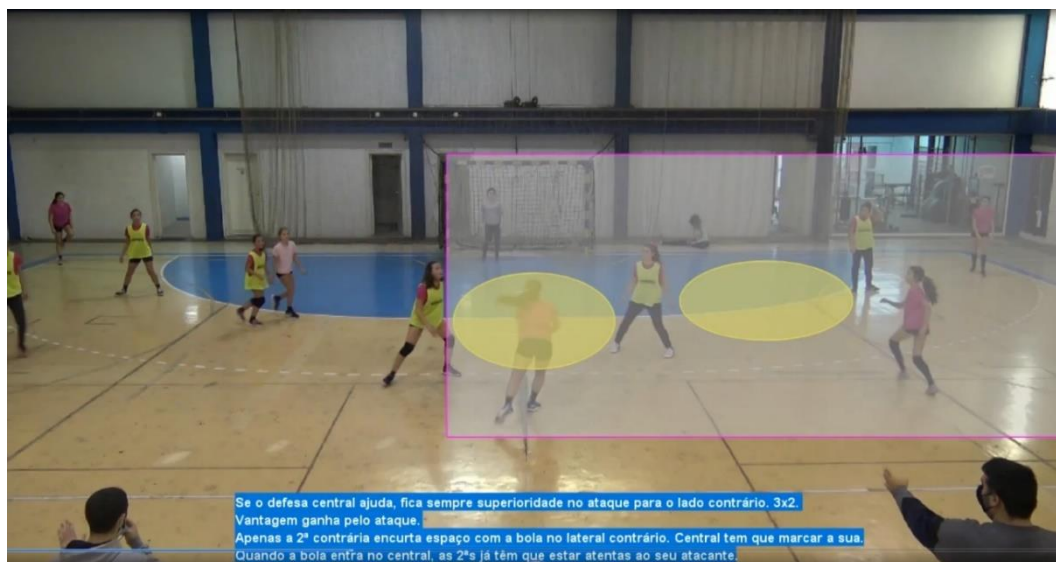 Se o defesa central ajuda, fica sempre superioridade no ataque para o lado contrário. 3x2.
Vantagem ganha pelo ataque.
Apenas a 2ª contrária encurta espaço com a bola no lateral contrário. Central tem que marcar a sua.
Quando a bola entra no central, as 2ªs já têm que estar atentas ao seu atacante.